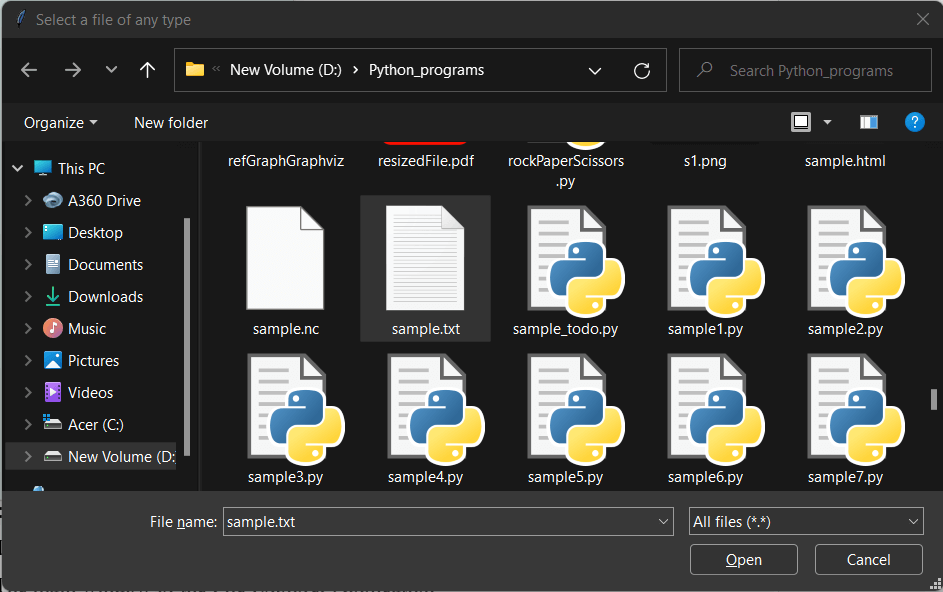 Select a file of any type
« New Volume (D:) > Python_programs
Search Python_programs
Organize
New folder
?
This PC
A360 Drive
Desktop
Documents
Downloads
Music
Pictures
Videos
Acer (C:)
New Volume (D:
refGraphGraphviz
resizedFile.pdf
rockPaperScissors
.py
s1.png
sample.html
sample.nc
sample.txt
sample_todo.py
sample1.py
sample2.py
sample3.py
sample4.py
sample5.py
sample6.py
sample7.py
File name: sample.txt
All files (*.*)
Open
Cancel